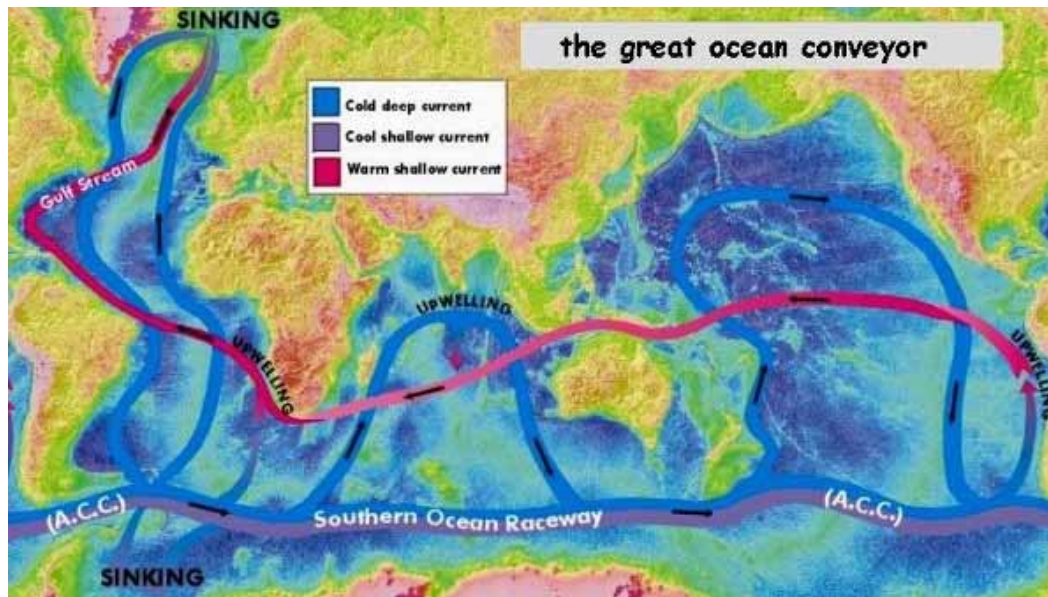 SINKING
the great ocean conveyor
Cold deep current
Cool shallow current
Warm shallow current
Gulf Stream
UPWELLING
UPWELLING
UPWELLING
(A.C.C.)
Southern Ocean Raceway
(A.C.C.)
SINKING